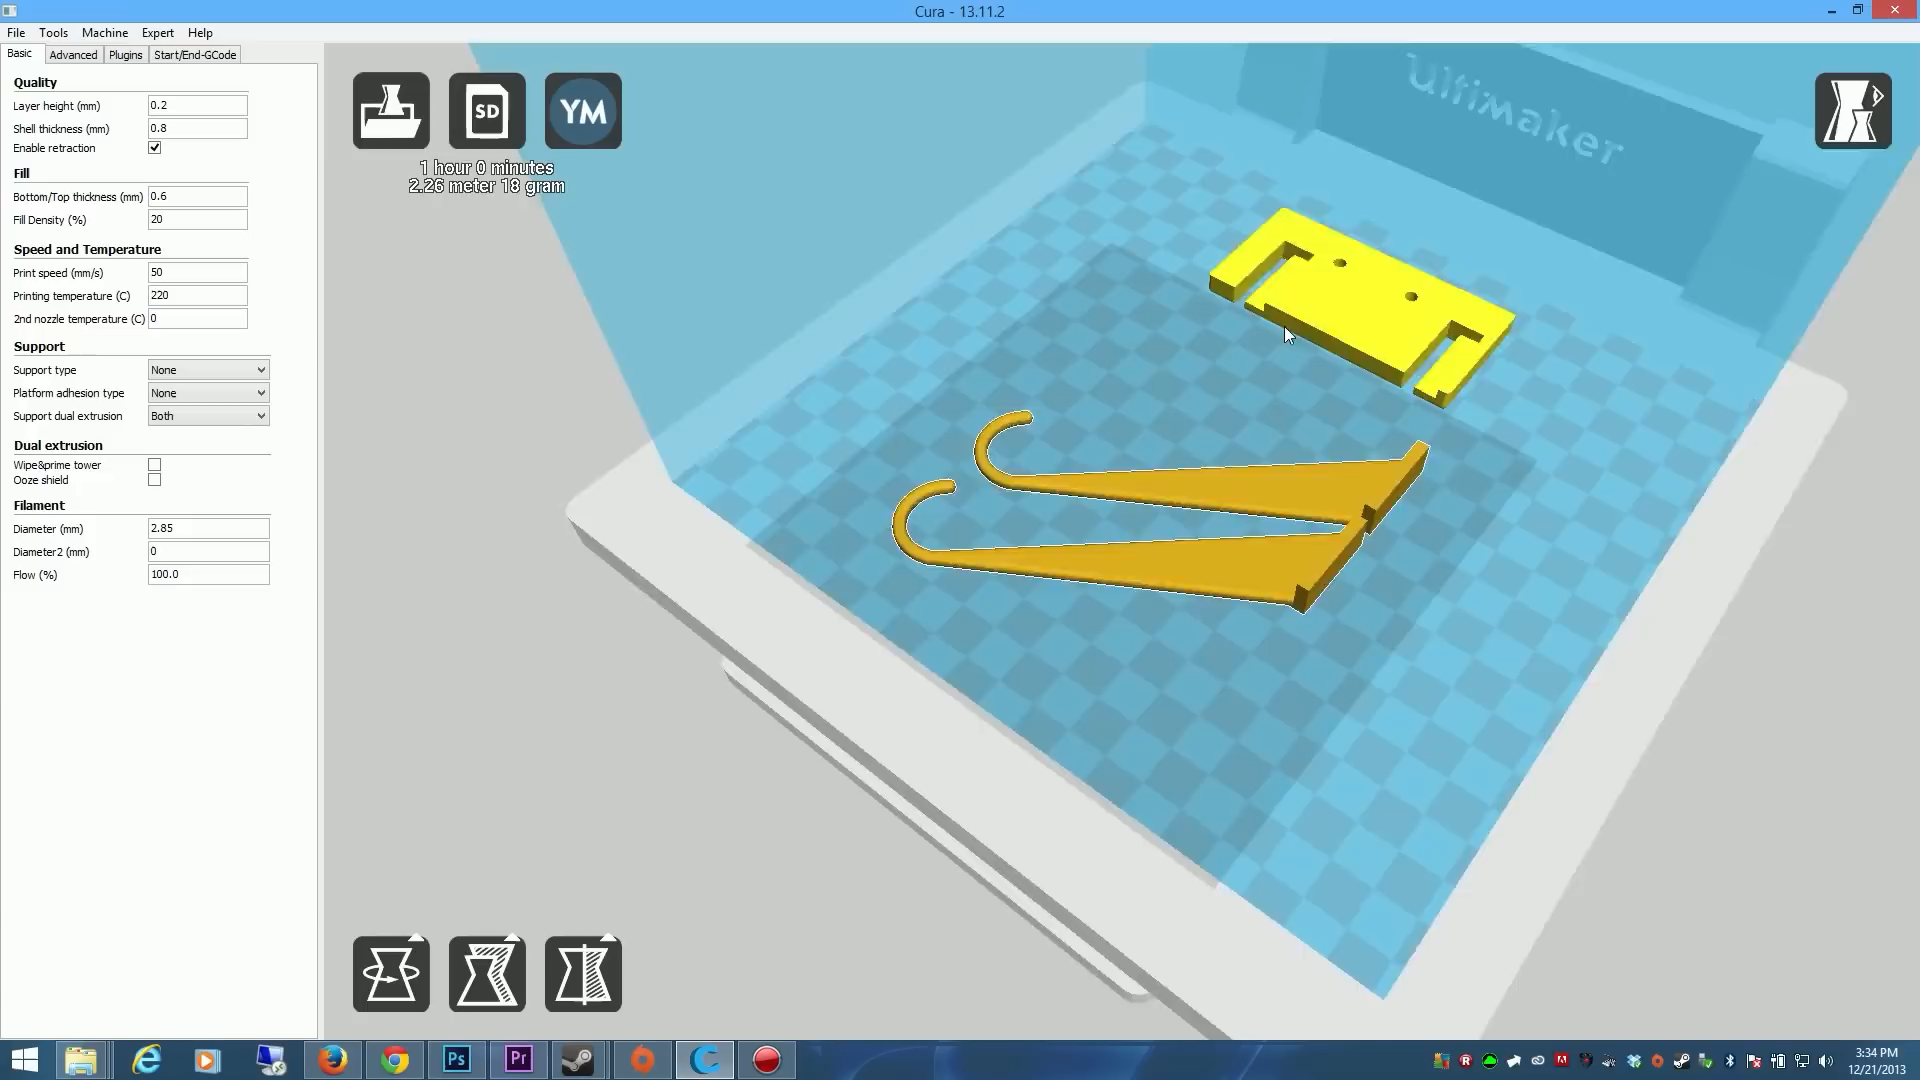 Cura - 13.11.2
File Tools Machine Expert Help
Basic Advanced Plugins Start/End-GCode
Quality
Layer height (mm) 0.2
Shell thickness (mm) 0.8
Enable retraction
Fill
Bottom/Top thickness (mm) 0.6
Fill Density (%) 20
Speed and Temperature
Print speed (mm/s) 50
Printing temperature (C) 220
2nd nozzle temperature (C) 0
Support
Support type None
Platform adhesion type None
Support dual extrusion Both
Dual extrusion
Wipe&prime tower
Ooze shield
Filament
Diameter (mm) 2.85
Diameter2 (mm) 0
Flow (%) 100.0
SD
YM
1 hour 0 minutes
2.26 meter 18 gram
Ultimaker
Ps
Pr
3:34 PM
12/21/2013